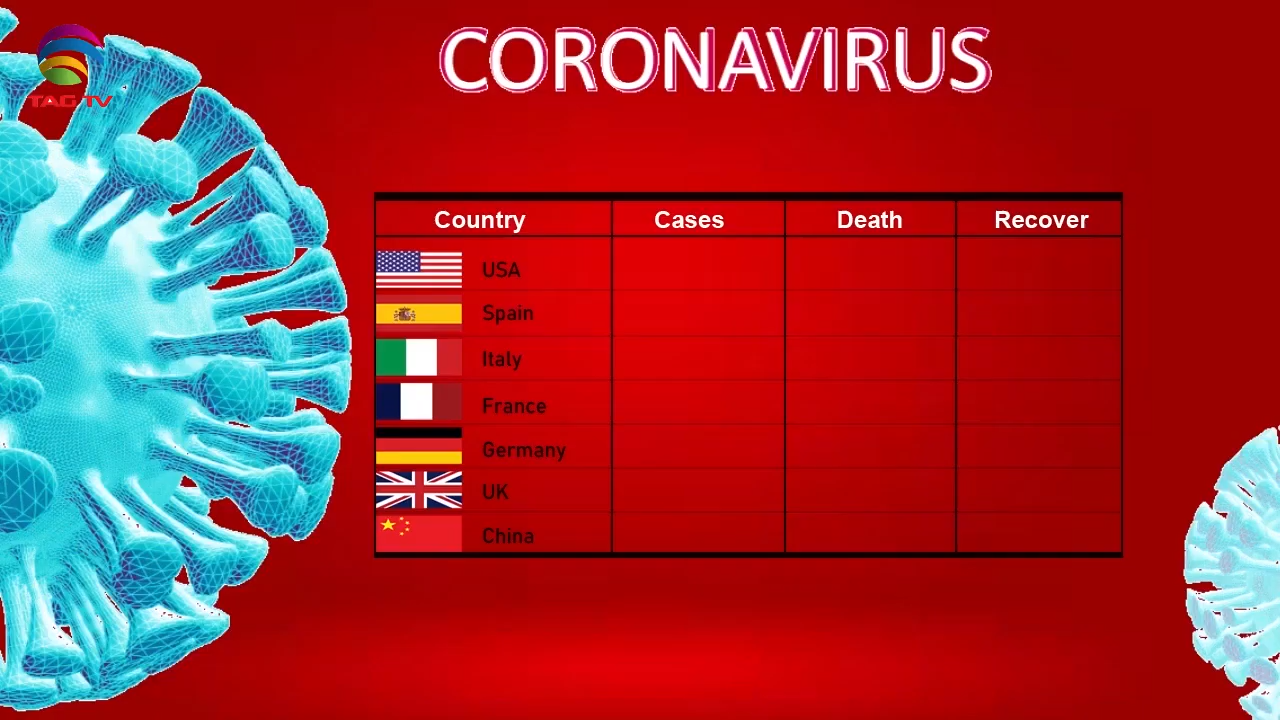 TAG TV
CORONAVIRUS
Country Cases Death Recover
USA
Spain
Italy
France
Germany
UK
China